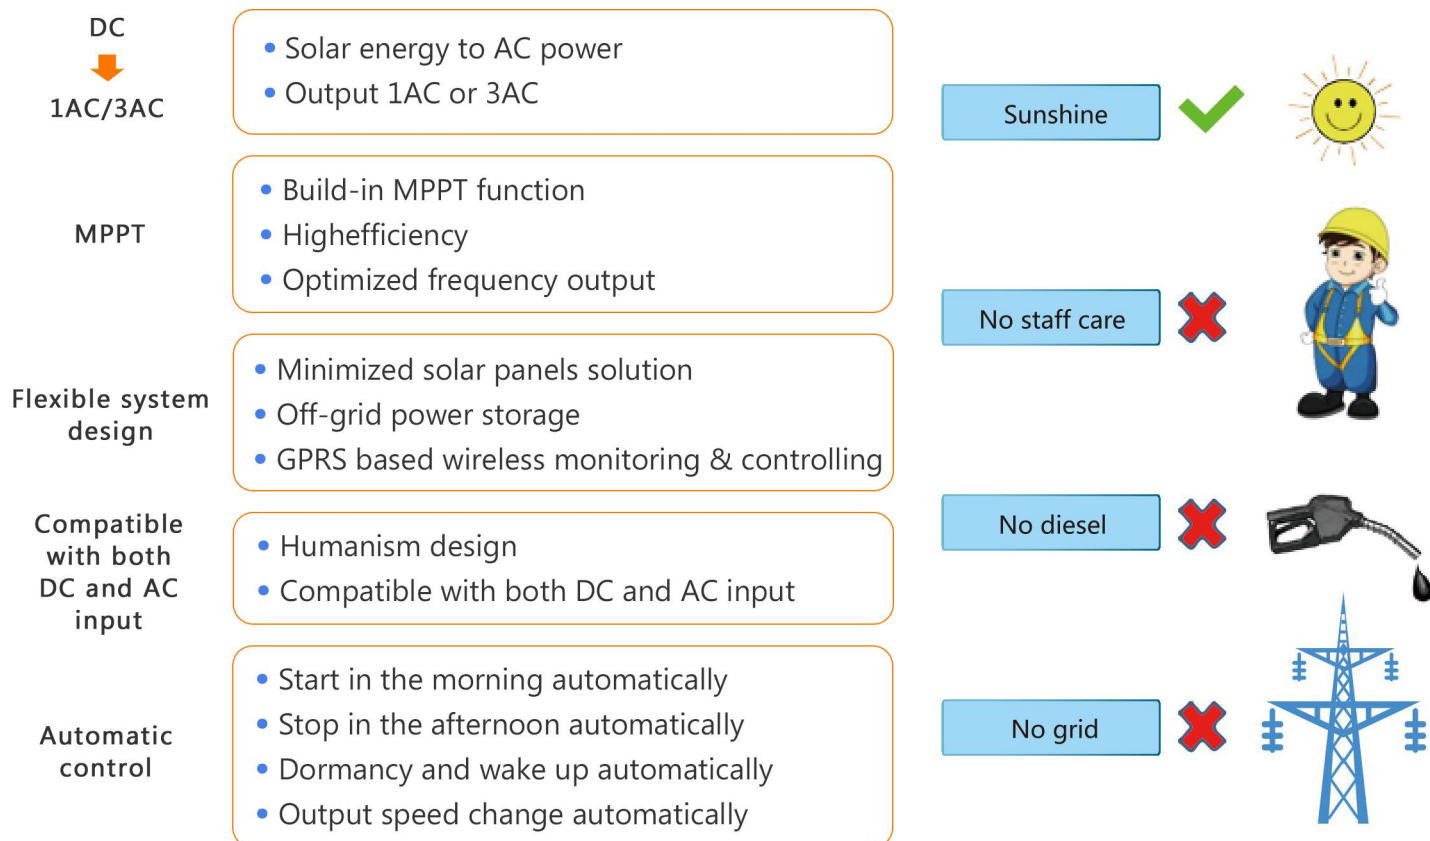 DC
1AC/3AC
• Solar energy to AC power
• Output 1AC or 3AC
MPPT
• Build-in MPPT function
• Highefficiency
• Optimized frequency output
Flexible system
design
• Minimized solar panels solution
• Off-grid power storage
• GPRS based wireless monitoring & controlling
Compatible
with both
DC and AC
input
• Humanism design
• Compatible with both DC and AC input
Automatic
control
• Start in the morning automatically
• Stop in the afternoon automatically
• Dormancy and wake up automatically
• Output speed change automatically
Sunshine
No staff care
No diesel
No grid